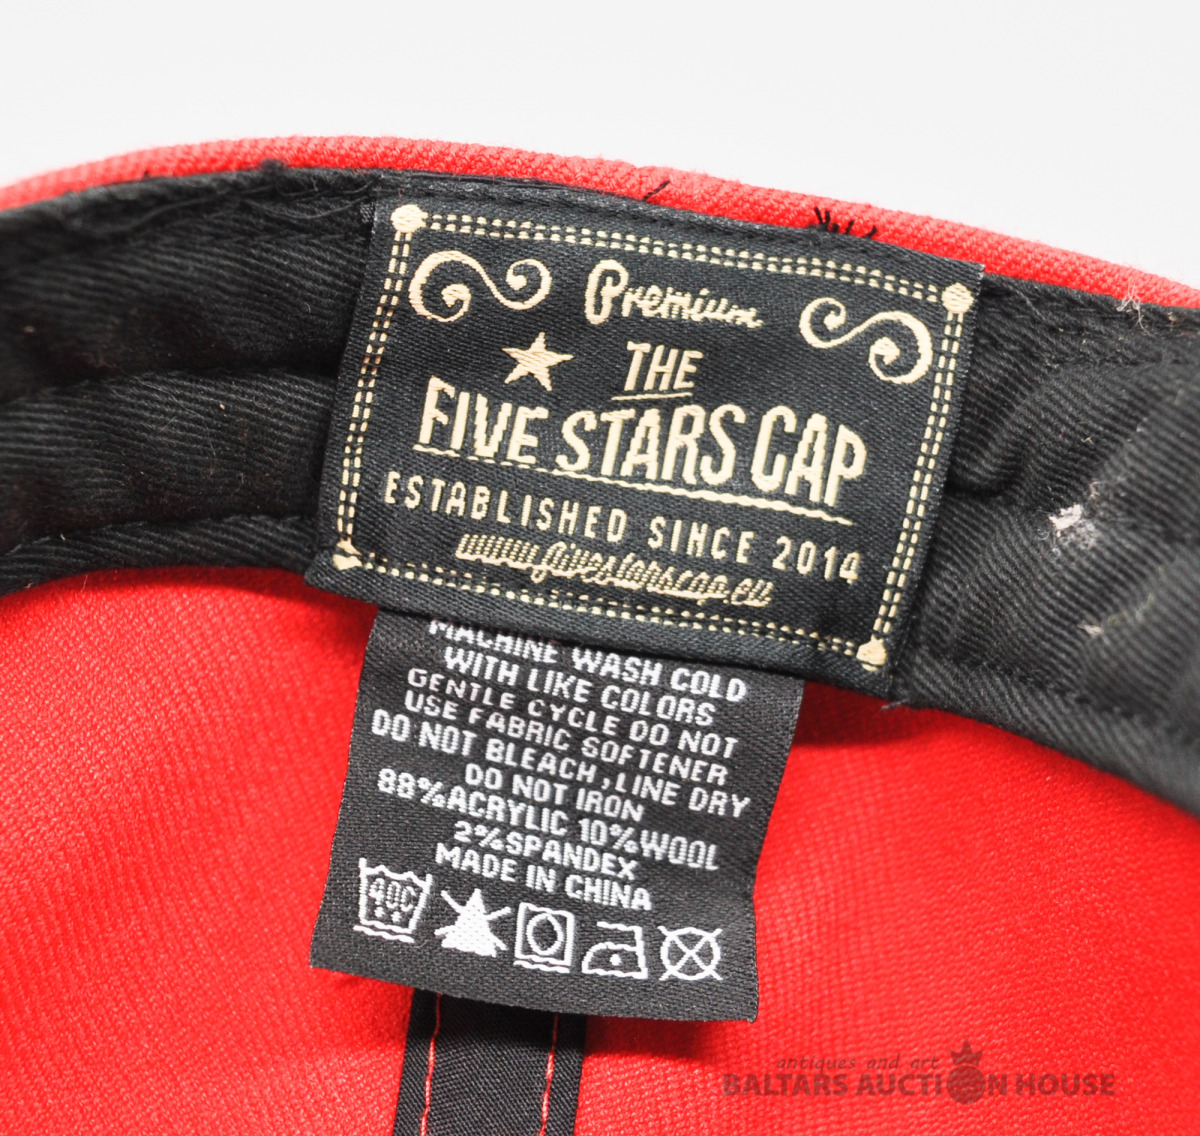 Premium
THE
FIVE STARS CAP
ESTABLISHED SINCE 2014
www.fivestarscap.eu
MACHINE WASH COLD
WITH LIKE COLORS
GENTLE CYCLE DO NOT
USE FABRIC SOFTENER
DO NOT BLEACH,LINE DRY
DO NOT IRON
88%ACRYLIC 10%WOOL
2%SPANDEX
MADE IN CHINA
40C
antiques and art
BALTARS AUCTION HOUSE